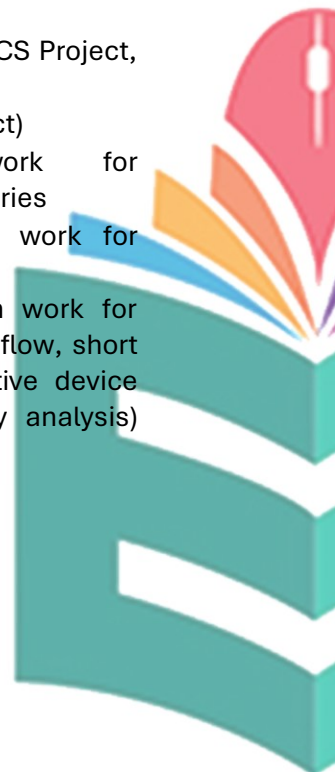 CS Project,
ct)
work for
ries
work for
n work for
flow, short
tive device
y analysis)